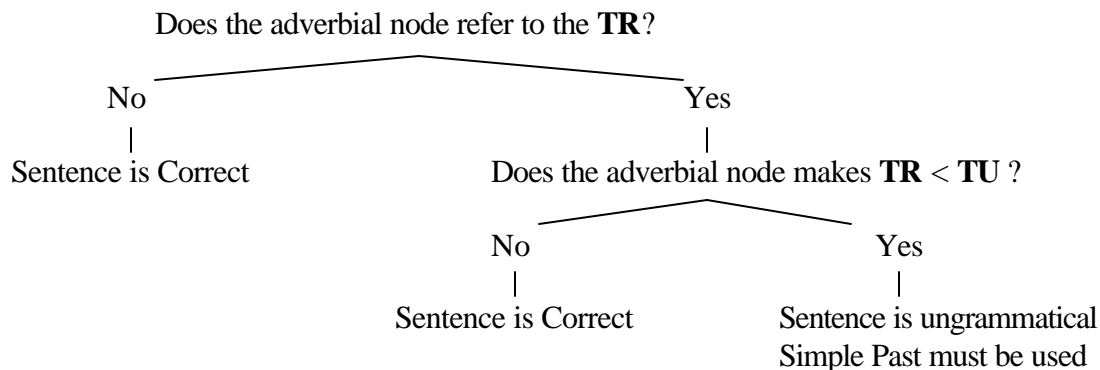 Does the adverbial node refer to the TR?
No
Yes
Sentence is Correct
Does the adverbial node makes TR < TU ?
No
Yes
Sentence is Correct
Sentence is ungrammatical
Simple Past must be used